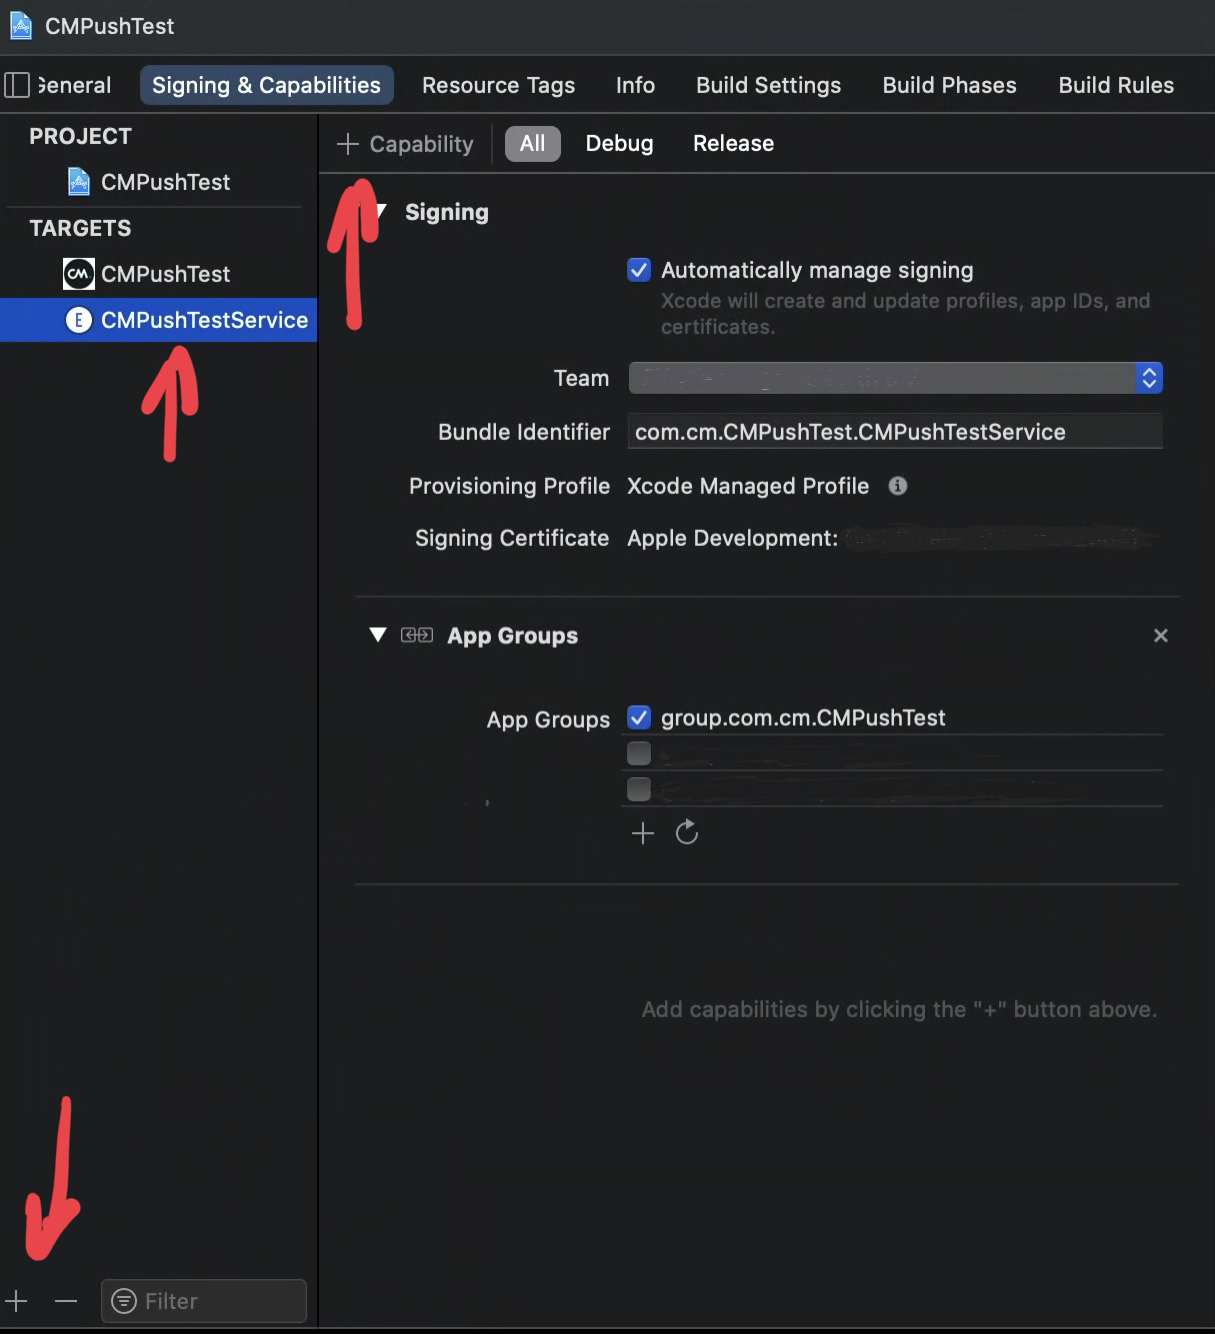 CMPushTest
General
Signing & Capabilities
Resource Tags
Info
Build Settings
Build Phases
Build Rules
PROJECT
CMPushTest
TARGETS
CM CMPushTest
E CMPushTestService
+ Capability
All
Debug
Release
Signing
Automatically manage signing
Xcode will create and update profiles, app IDs, and
certificates.
Team
Bundle Identifier com.cm.CMPushTest.CMPushTestService
Provisioning Profile Xcode Managed Profile
Signing Certificate Apple Development:
App Groups
App Groups group.com.cm.CMPushTest
Add capabilities by clicking the "+" button above.
Filter